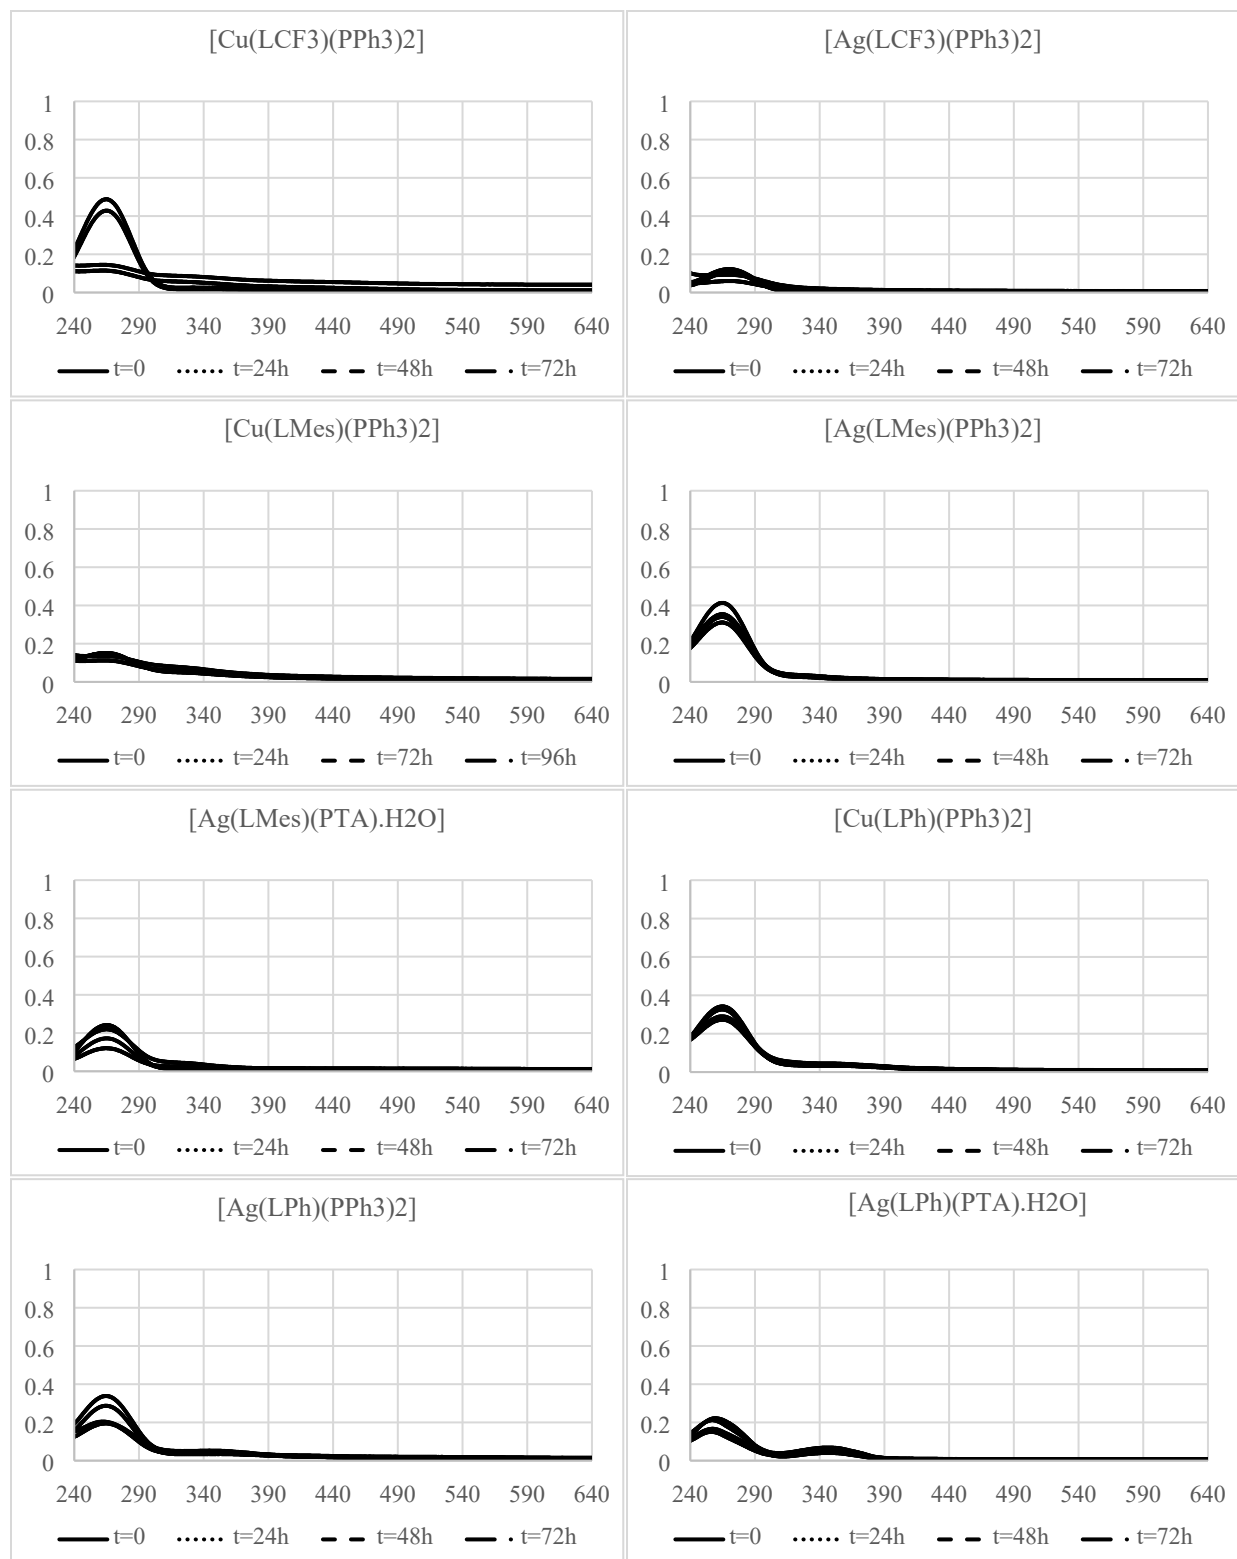 [Cu(LCF3)(PPh3)2]
1
0.8
0.6
0.4
0.2
0
240 290 340 390 440 490 540 590 640
t=0 t=24h t=48h t=72h
[Ag(LCF3)(PPh3)2]
1
0.8
0.6
0.4
0.2
0
240 290 340 390 440 490 540 590 640
t=0 t=24h t=48h t=72h
[Cu(LMes)(PPh3)2]
1
0.8
0.6
0.4
0.2
0
240 290 340 390 440 490 540 590 640
t=0 t=24h t=72h t=96h
[Ag(LMes)(PPh3)2]
1
0.8
0.6
0.4
0.2
0
240 290 340 390 440 490 540 590 640
t=0 t=24h t=48h t=72h
[Ag(LMes)(PTA).H2O]
1
0.8
0.6
0.4
0.2
0
240 290 340 390 440 490 540 590 640
t=0 t=24h t=48h t=72h
[Cu(LPh)(PPh3)2]
1
0.8
0.6
0.4
0.2
0
240 290 340 390 440 490 540 590 640
t=0 t=24h t=48h t=72h
[Ag(LPh)(PPh3)2]
1
0.8
0.6
0.4
0.2
0
240 290 340 390 440 490 540 590 640
t=0 t=24h t=48h t=72h
[Ag(LPh)(PTA).H2O]
1
0.8
0.6
0.4
0.2
0
240 290 340 390 440 490 540 590 640
t=0 t=24h t=48h t=72h